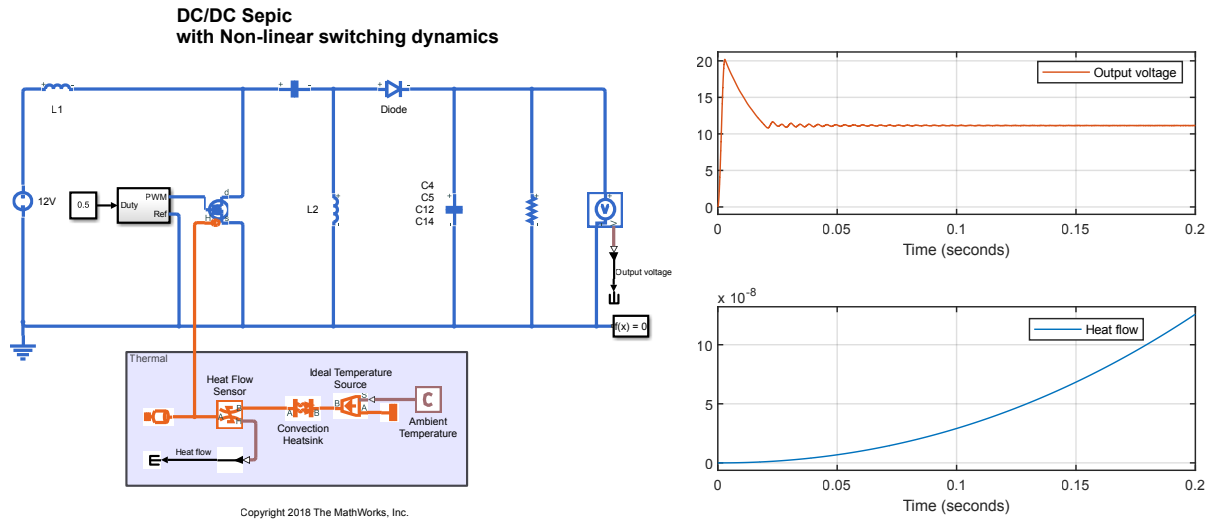 DC/DC Sepic
with Non-linear switching dynamics
+
-
L1
+
-
+
-
Diode
12V
0.5
Duty
PWM
Ref
d
H
s
L2
C4
C5
C12
C14
V
Output voltage
f(x) = 0
Thermal
Heat Flow
Sensor
Ideal Temperature
Source
A
B
H
A
B
Convection
Heatsink
B
S
A
C
Ambient
Temperature
Heat flow
Copyright 2018 The MathWorks, Inc.
20
15
10
5
0
Output voltage
0
0.05
0.1
0.15
0.2
Time (seconds)
x 10-8
10
5
0
Heat flow
0
0.05
0.1
0.15
0.2
Time (seconds)